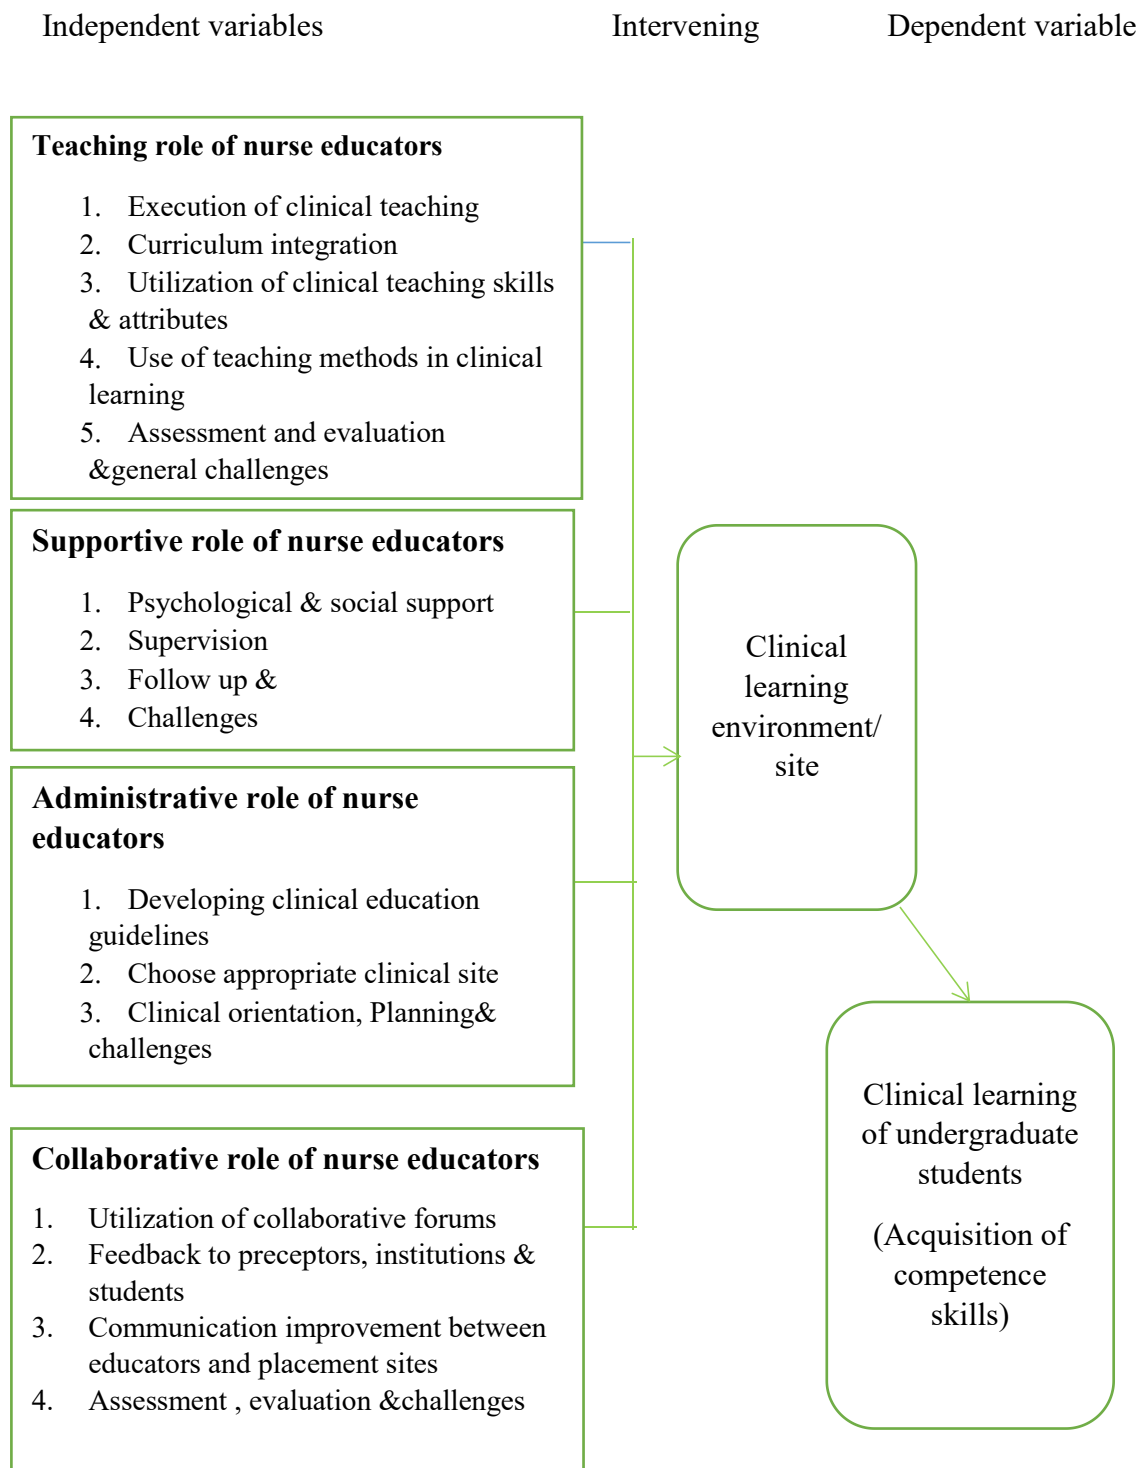 Independent variables Intervening Dependent variable
Teaching role of nurse educators
1. Execution of clinical teaching
2. Curriculum integration
3. Utilization of clinical teaching skills
& attributes
4. Use of teaching methods in clinical
learning
5. Assessment and evaluation
&general challenges
Supportive role of nurse educators
1. Psychological & social support
2. Supervision
3. Follow up &
4. Challenges
Administrative role of nurse
educators
1. Developing clinical education
guidelines
2. Choose appropriate clinical site
3. Clinical orientation, Planning&
challenges
Collaborative role of nurse educators
1. Utilization of collaborative forums
2. Feedback to preceptors, institutions &
students
3. Communication improvement between
educators and placement sites
4. Assessment , evaluation &challenges
Clinical
learning
environment/
site
Clinical learning
of undergraduate
students
(Acquisition of
competence
skills)